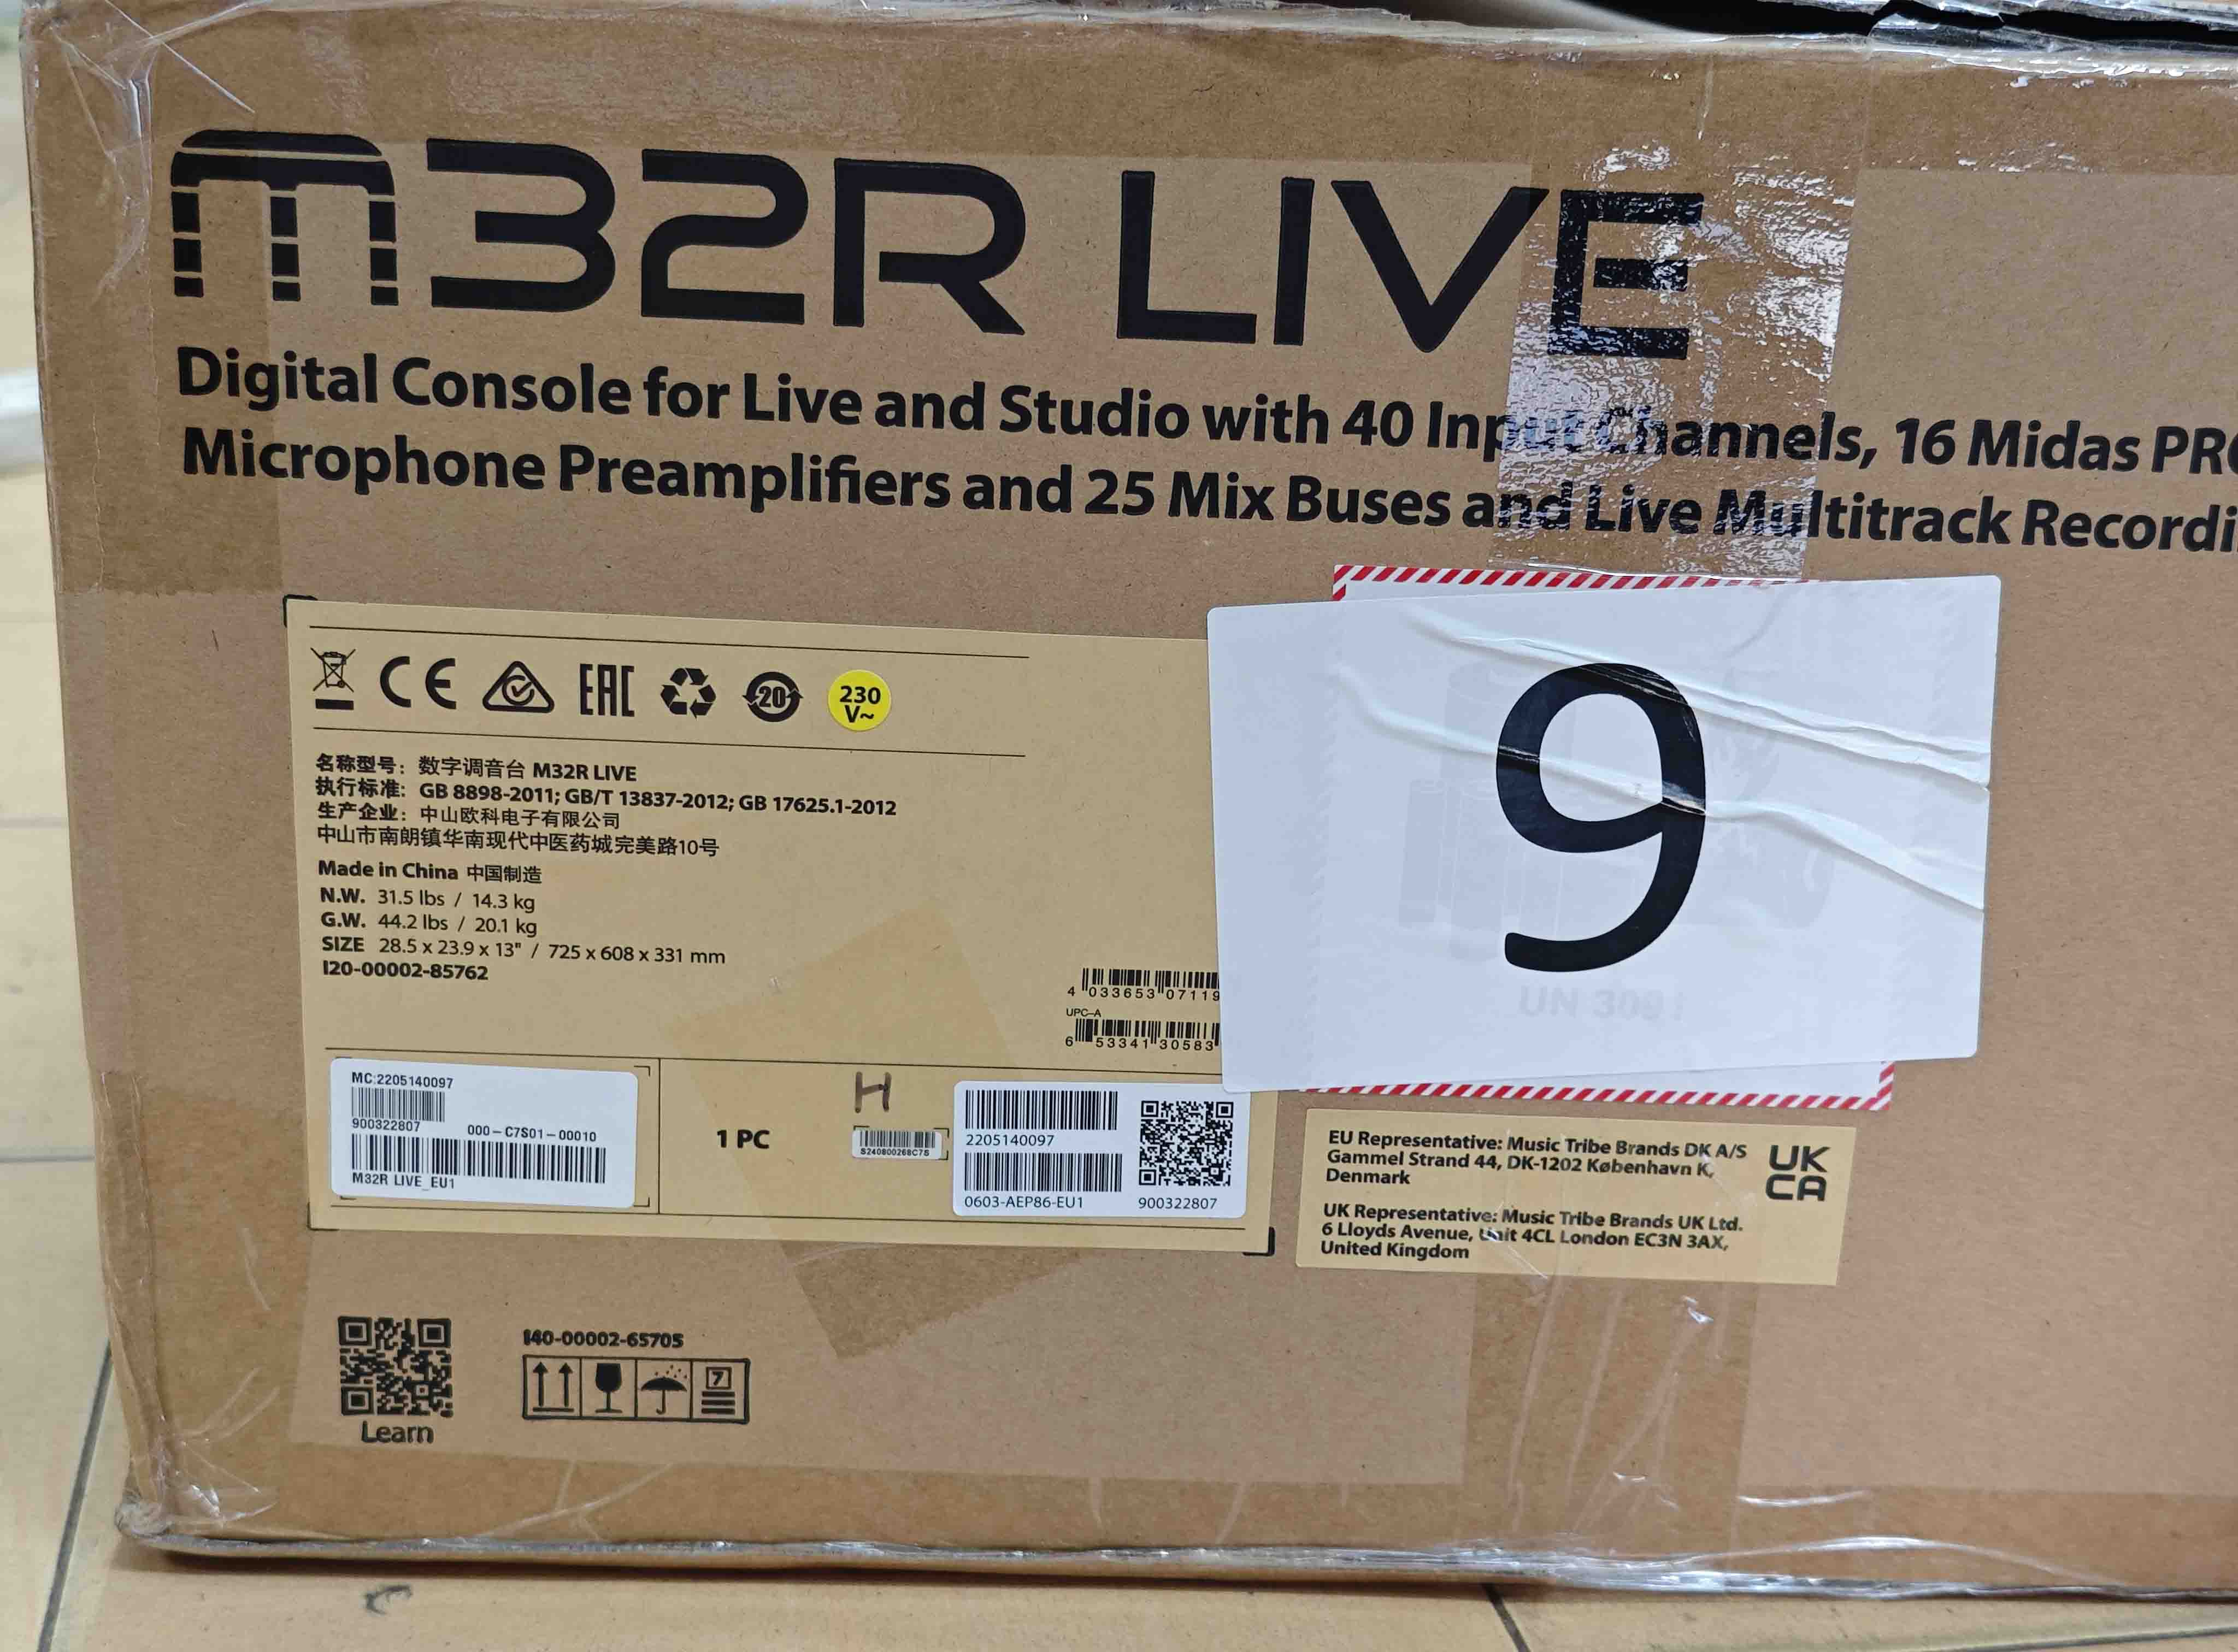 m32R LIVE
Digital Console for Live and Studio with 40 Input Channels, 16 Midas PRO
Microphone Preamplifiers and 25 Mix Buses and Live Multitrack Recordi
CE EAC 20 230 V~
名称型号：数字调音台 M32R LIVE
执行标准：GB 8898-2011; GB/T 13837-2012; GB 17625.1-2012
生产企业：中山欧科电子有限公司
中山市南朗镇华南现代中医药城完美路10号
Made in China 中国制造
N.W. 31.5 lbs / 14.3 kg
G.W. 44.2 lbs / 20.1 kg
SIZE 28.5 x 23.9 x 13" / 725 x 608 x 331 mm
I20-00002-85762
4 033653 07119
UPC-A
6 53341 30583
9
MC:2205140097
900322807 000-C7S01-00010
M32R LIVE_EU1
1 PC
H
S240800268C7S
2205140097
0603-AEP86-EU1 900322807
EU Representative: Music Tribe Brands DK A/S
Gammel Strand 44, DK-1202 København K,
Denmark
UK Representative: Music Tribe Brands UK Ltd.
6 Lloyds Avenue, Unit 4CL London EC3N 3AX,
United Kingdom
UK
CA
Learn
I40-00002-65705
7